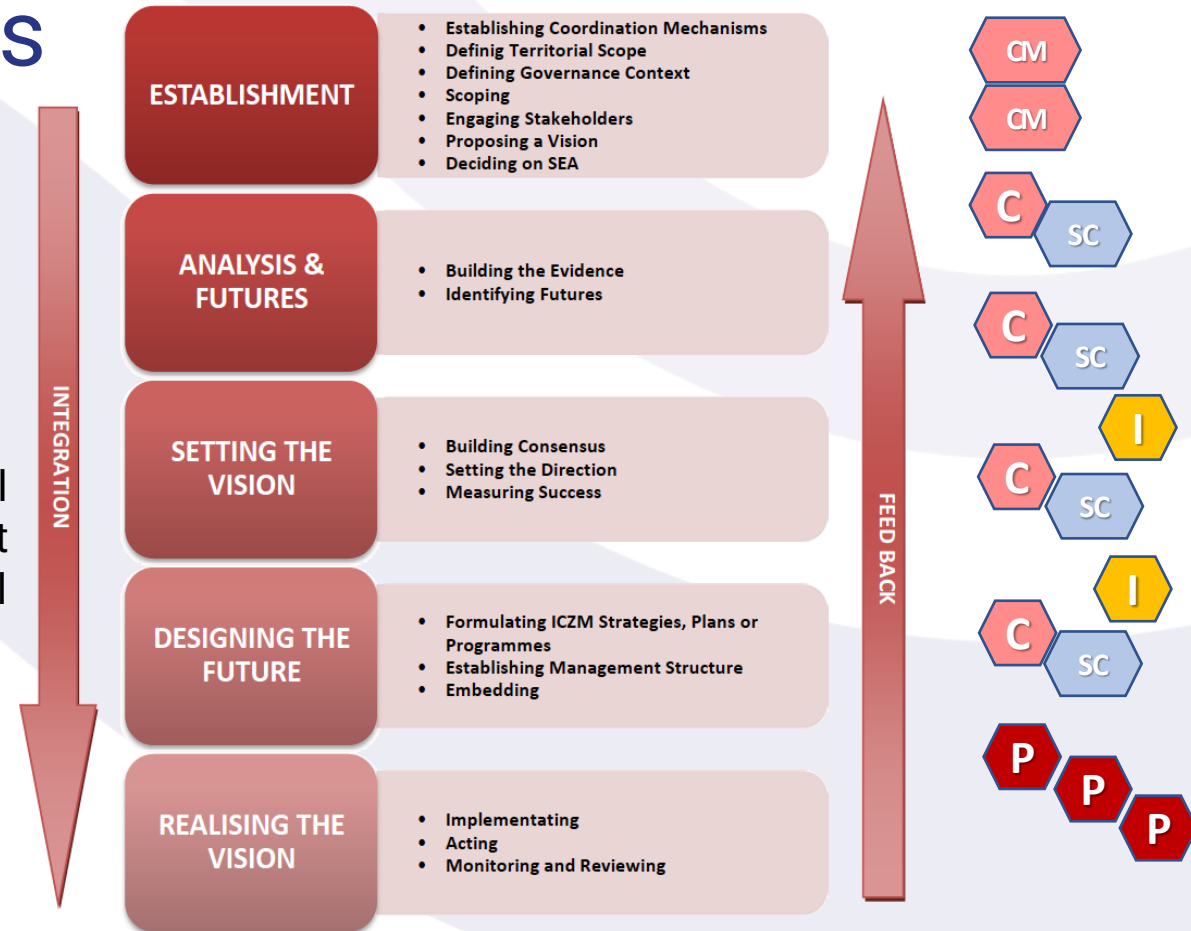 S
ESTABLISHMENT
• Establishing Coordination Mechanisms
• Definig Territorial Scope
• Defining Governance Context
• Scoping
• Engaging Stakeholders
• Proposing a Vision
• Deciding on SEA
CM
CM
ANALYSIS &
FUTURES
• Building the Evidence
• Identifying Futures
C
SC
C
SC
INTEGRATION
SETTING THE
VISION
• Building Consensus
• Setting the Direction
• Measuring Success
I
C
SC
l
t
l
FEED BACK
DESIGNING THE
FUTURE
• Formulating ICZM Strategies, Plans or
Programmes
• Establishing Management Structure
• Embedding
I
C
SC
REALISING THE
VISION
• Implementating
• Acting
• Monitoring and Reviewing
P
P
P